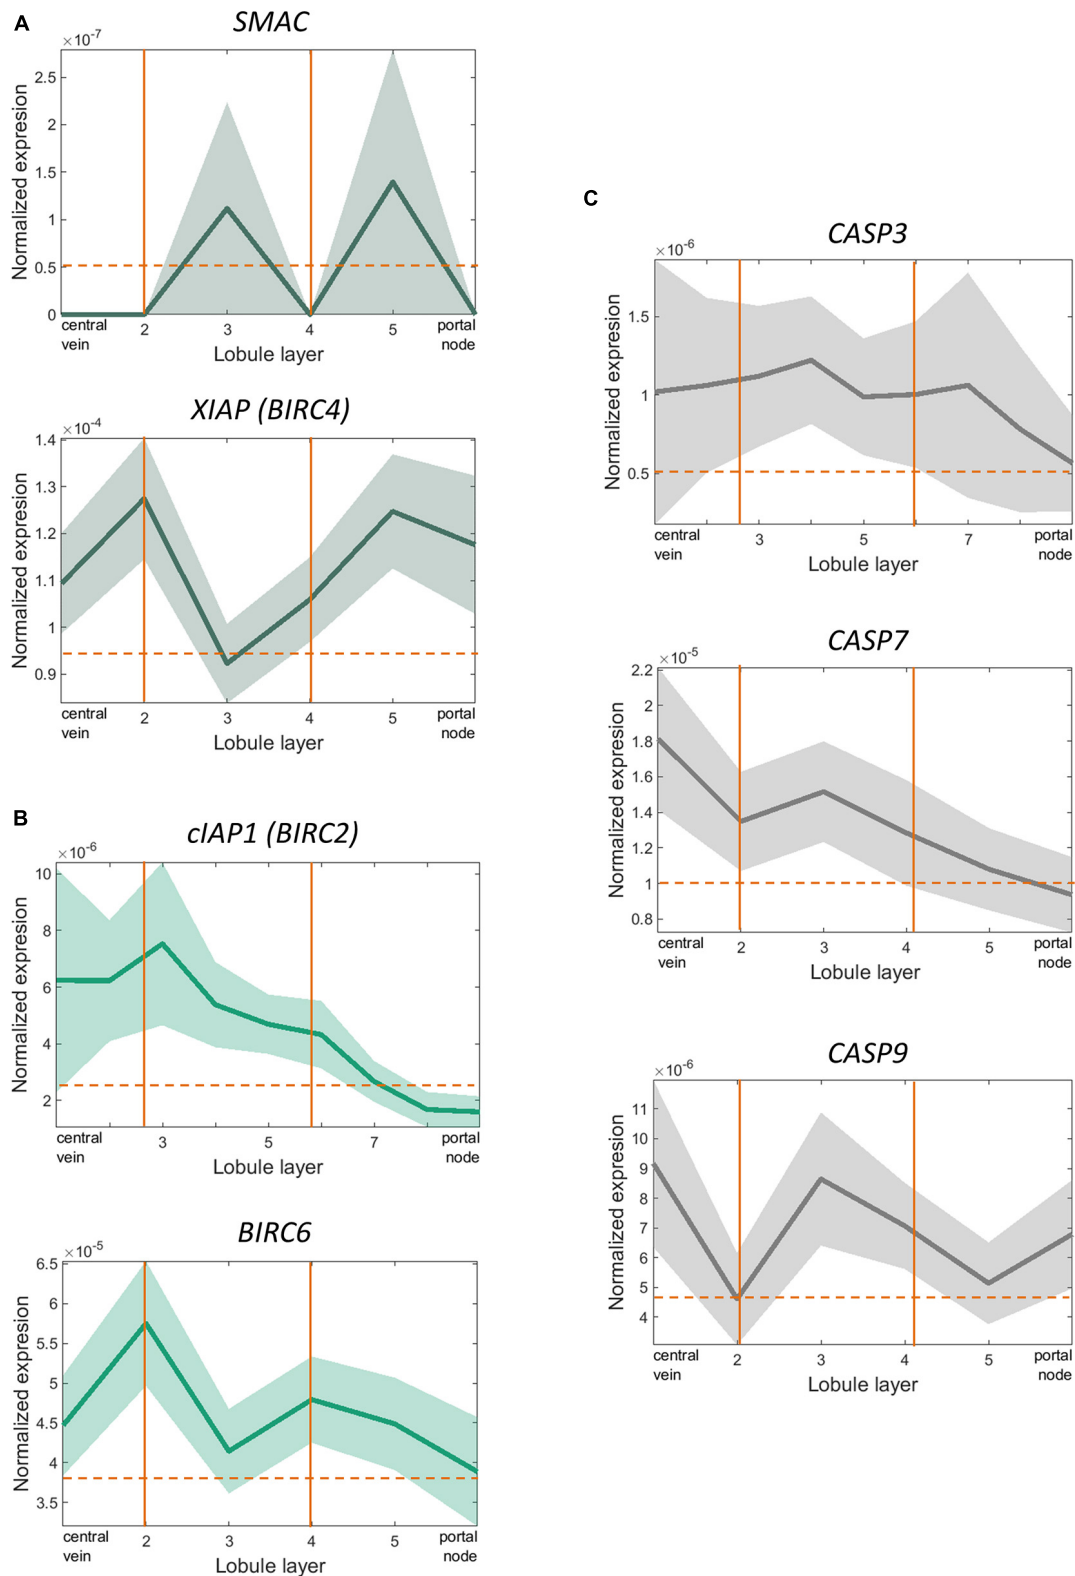 A
SMAC
×10⁻⁷
Normalized expresion
2.5
2
1.5
1
0.5
0
central vein
2
3
4
5
portal node
Lobule layer
XIAP (BIRC4)
×10⁻⁴
Normalized expresion
1.4
1.3
1.2
1.1
1
0.9
central vein
2
3
4
5
portal node
Lobule layer
B
cIAP1 (BIRC2)
×10⁻⁶
Normalized expresion
10
8
6
4
2
central vein
3
5
7
portal node
Lobule layer
BIRC6
×10⁻⁵
Normalized expresion
6.5
6
5.5
5
4.5
4
3.5
central vein
2
3
4
5
portal node
Lobule layer
C
CASP3
×10⁻⁶
Normalized expresion
1.5
1
0.5
central vein
3
5
7
portal node
Lobule layer
CASP7
×10⁻⁵
Normalized expresion
2.2
2
1.8
1.6
1.4
1.2
1
0.8
central vein
2
3
4
5
portal node
Lobule layer
CASP9
×10⁻⁶
Normalized expresion
11
10
9
8
7
6
5
4
central vein
2
3
4
5
portal node
Lobule layer